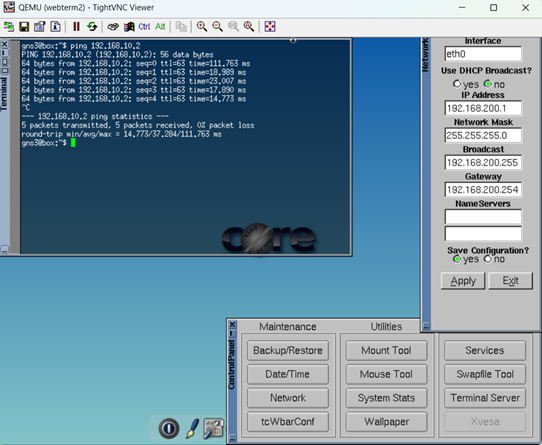 QEMU (webterm2) - TightVNC Viewer
Ctrl Alt
Terminal
gns3@box:~$ ping 192.168.10.2
PING 192.168.10.2 (192.168.10.2): 56 data bytes
64 bytes from 192.168.10.2: seq=0 ttl=63 time=111.763 ms
64 bytes from 192.168.10.2: seq=1 ttl=63 time=18.989 ms
64 bytes from 192.168.10.2: seq=2 ttl=63 time=23.007 ms
64 bytes from 192.168.10.2: seq=3 ttl=63 time=17.890 ms
64 bytes from 192.168.10.2: seq=4 ttl=63 time=14.773 ms
^C
--- 192.168.10.2 ping statistics ---
5 packets transmitted, 5 packets received, 0% packet loss
round-trip min/avg/max = 14.773/37.284/111.763 ms
gns3@box:~$
core
Network
Interface
eth0
Use DHCP Broadcast?
yes no
IP Address
192.168.200.1
Network Mask
255.255.255.0
Broadcast
192.168.200.255
Gateway
192.168.200.254
NameServers
Save Configuration?
yes no
Apply Exit
ControlPanel
Maintenance Utilities
Backup/Restore Mount Tool Services
Date/Time Mouse Tool Swapfile Tool
Network System Stats Terminal Server
tcWbarConf Wallpaper Xvesa